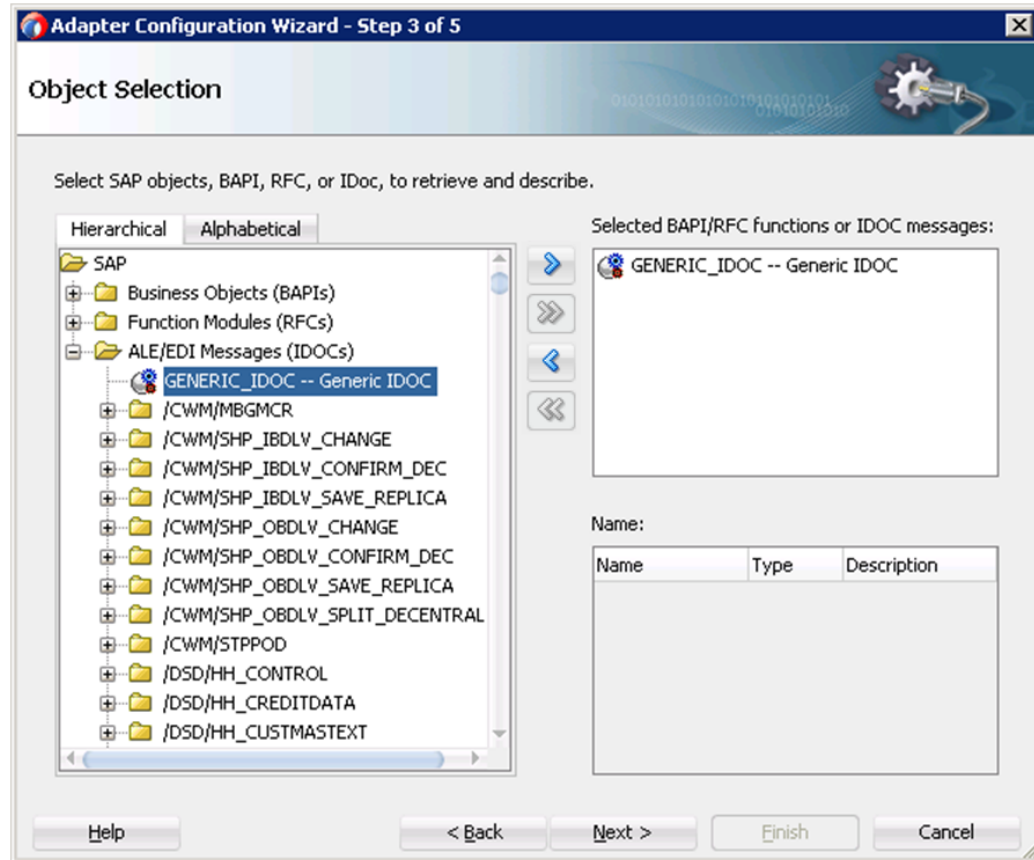 Adapter Configuration Wizard - Step 3 of 5
Object Selection
0101010101010101010101010101
01010101010
Select SAP objects, BAPI, RFC, or IDoc, to retrieve and describe.
Hierarchical Alphabetical
SAP
Business Objects (BAPIs)
Function Modules (RFCs)
ALE/EDI Messages (IDOCs)
GENERIC_IDOC -- Generic IDOC
/CWM/MBGMCR
/CWM/SHP_IBDLV_CHANGE
/CWM/SHP_IBDLV_CONFIRM_DEC
/CWM/SHP_IBDLV_SAVE_REPLICA
/CWM/SHP_OBDLV_CHANGE
/CWM/SHP_OBDLV_CONFIRM_DEC
/CWM/SHP_OBDLV_SAVE_REPLICA
/CWM/SHP_OBDLV_SPLIT_DECENTRAL
/CWM/STPPOD
/DSD/HH_CONTROL
/DSD/HH_CREDITDATA
/DSD/HH_CUSTMASTEXT
Selected BAPI/RFC functions or IDOC messages:
GENERIC_IDOC -- Generic IDOC
Name:
Name Type Description
Help < Back Next > Finish Cancel